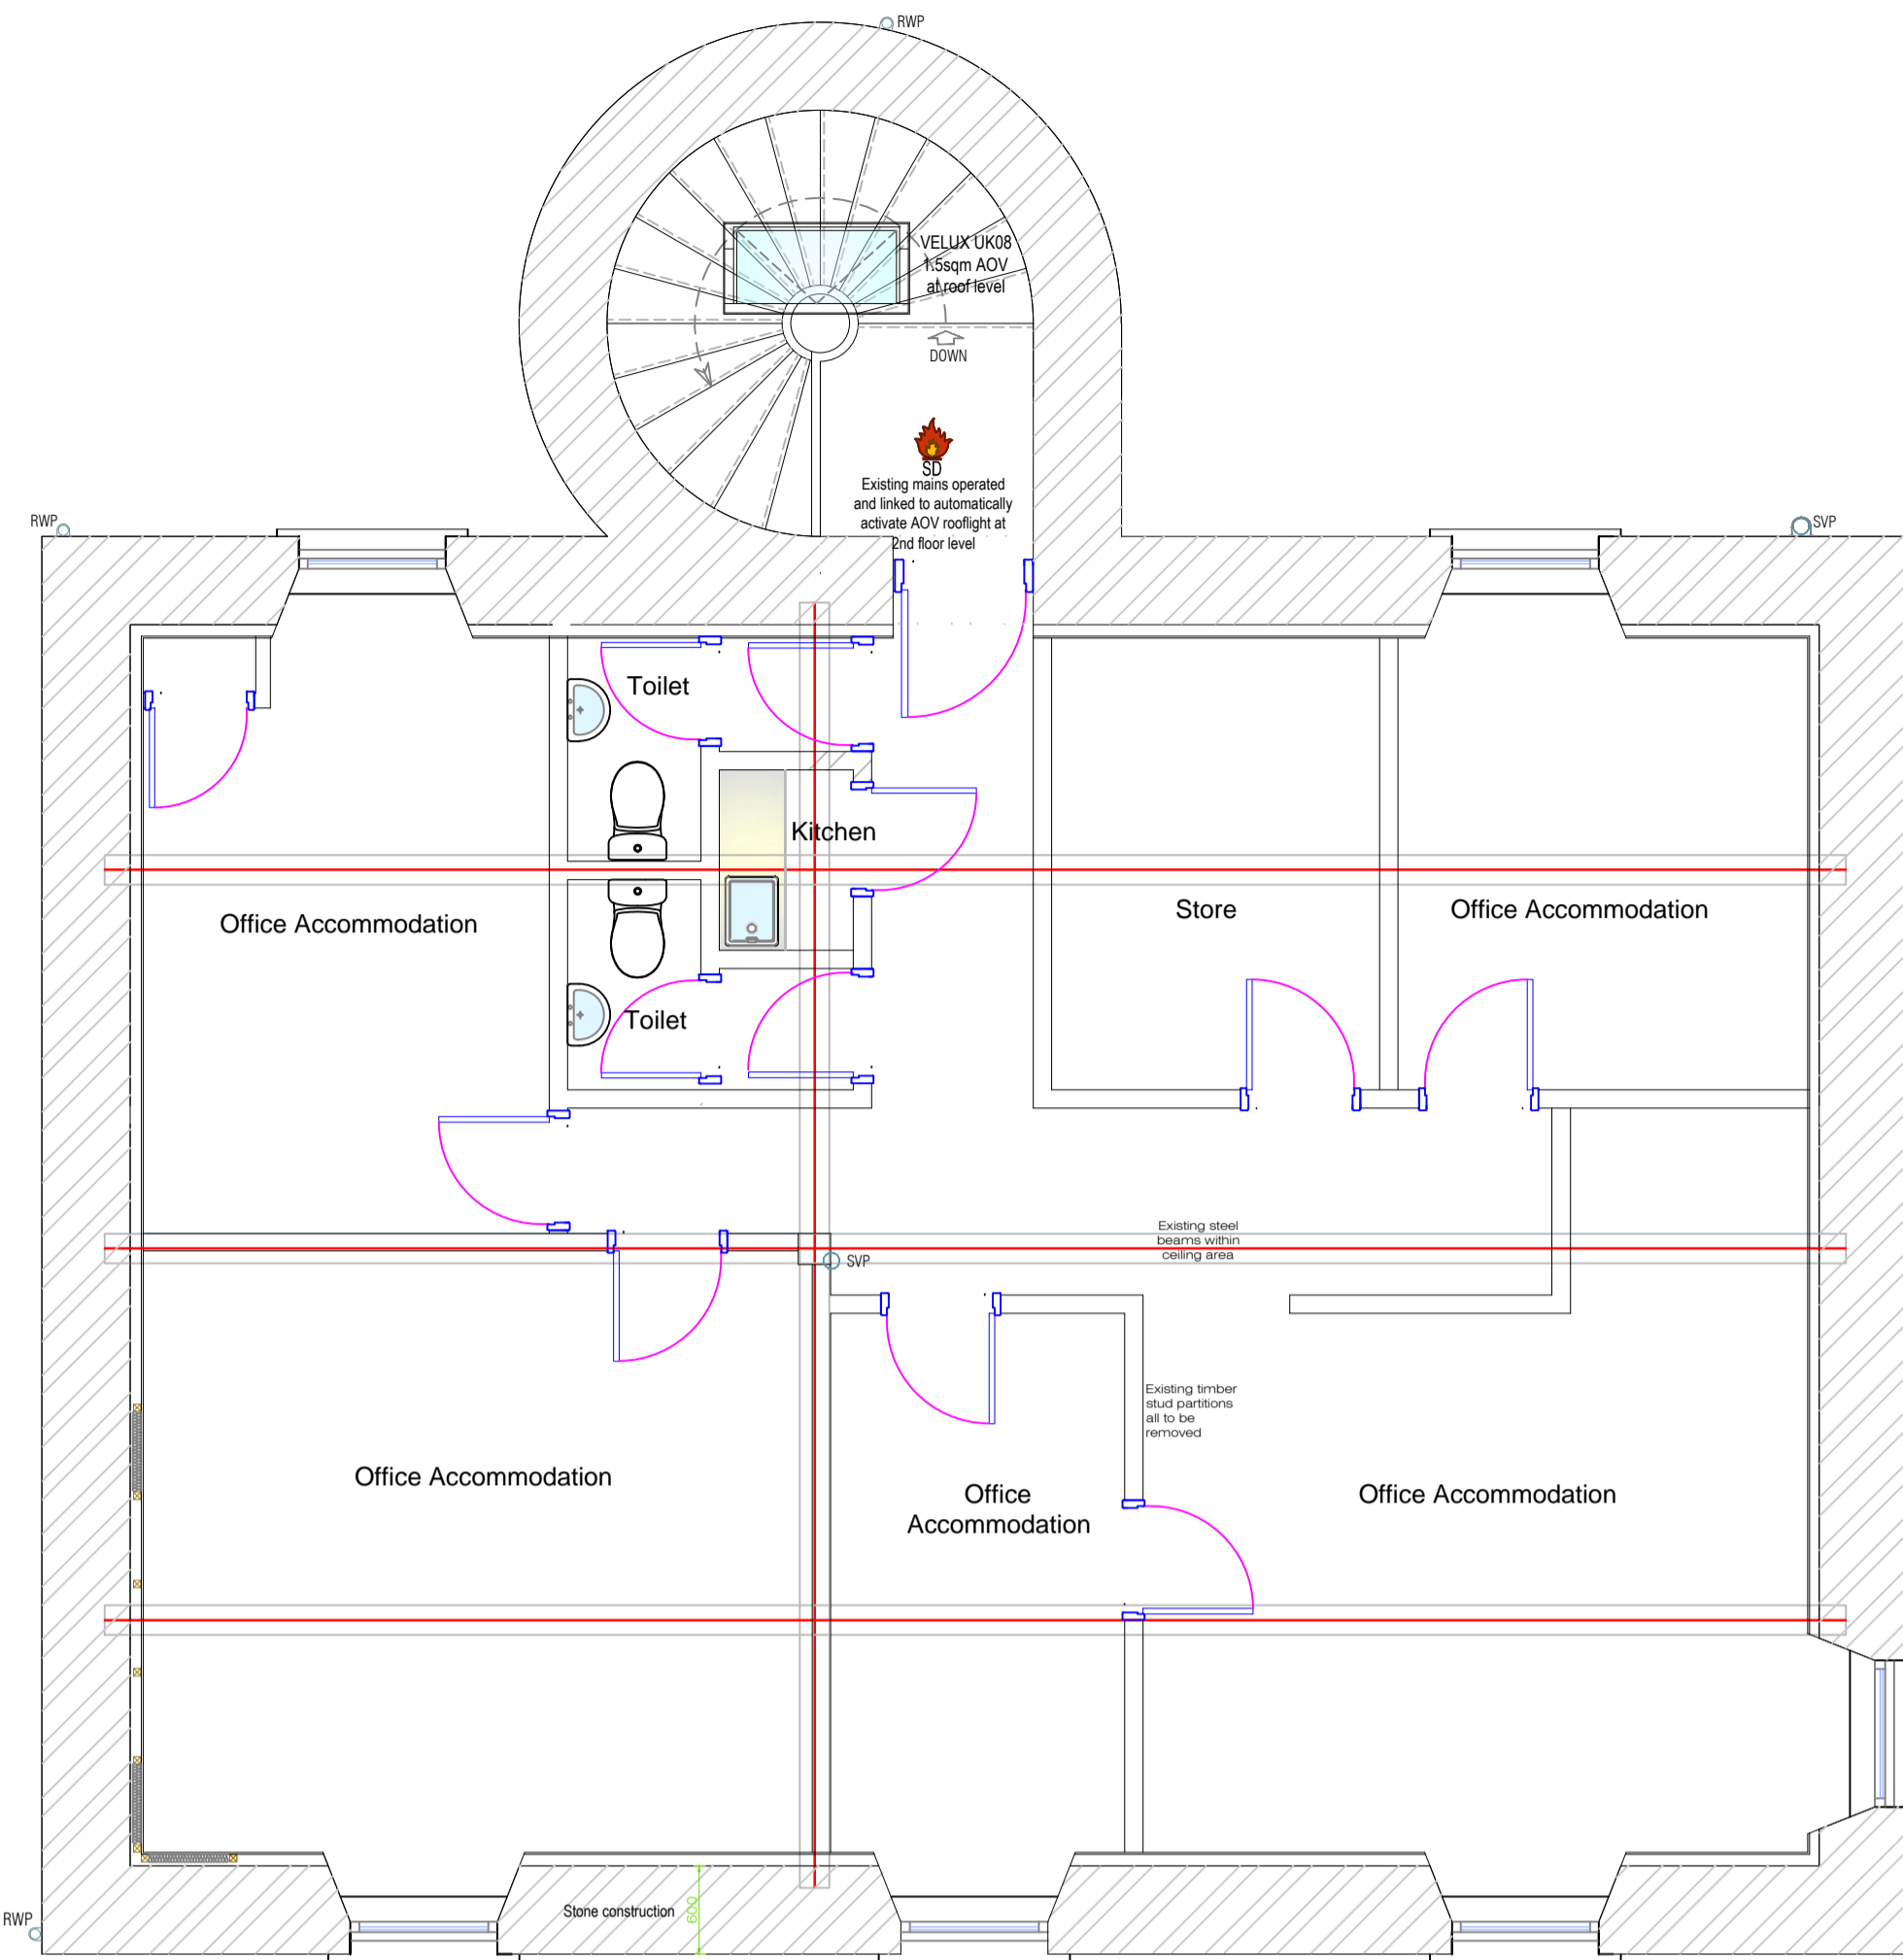 RWP
VELUX UK08
1.5sqm AOV
at roof level
DOWN
SD
Existing mains operated
and linked to automatically
activate AOV rooflight at
2nd floor level
RWP
SVP
Toilet
Kitchen
Office Accommodation
Store
Office Accommodation
Toilet
Existing steel
beams within
ceiling area
SVP
Existing timber
stud partitions
all to be
removed
Office Accommodation
Office
Accommodation
Office Accommodation
Stone construction
600
RWP